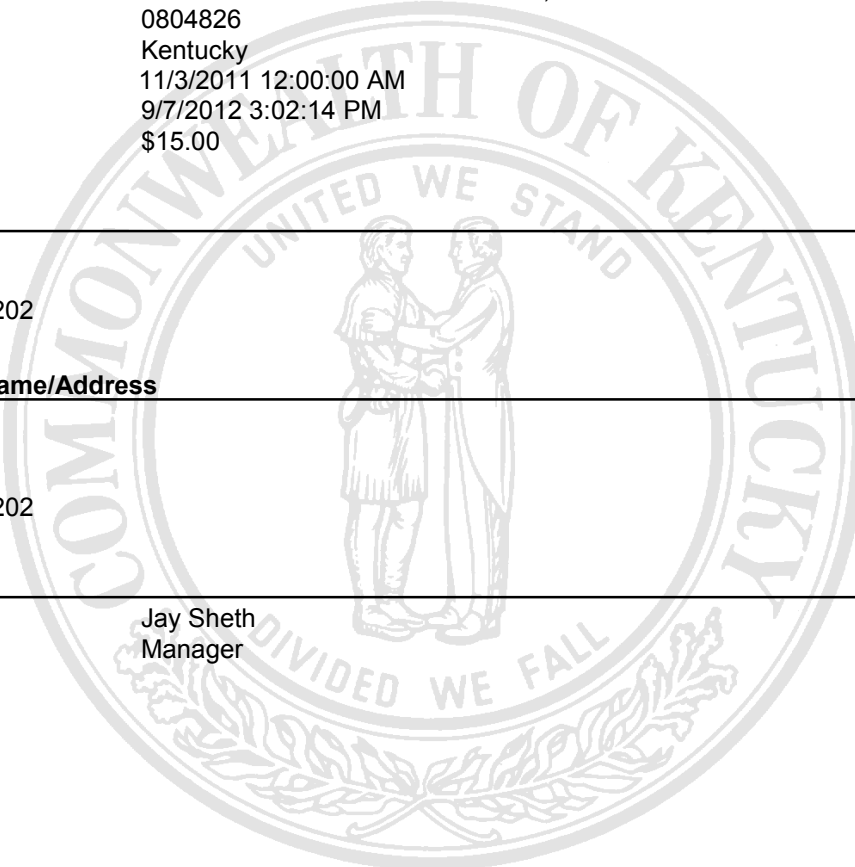 0804826
Kentucky
11/3/2011 12:00:00 AM
9/7/2012 3:02:14 PM
$15.00
COMMONWEALTH OF KENTUCKY
UNITED WE STAND
202
ame/Address
202
Jay Sheth
Manager
DIVIDED WE FALL